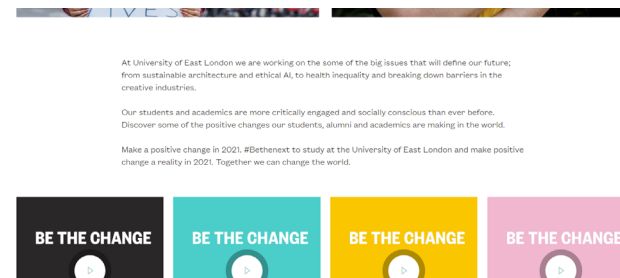 LIVES
At University of East London we are working on the some of the big issues that will define our future;
from sustainable architecture and ethical AI, to health inequality and breaking down barriers in the
creative industries.
Our students and academics are more critically engaged and socially conscious than ever before.
Discover some of the positive changes our students, alumni and academics are making in the world.
Make a positive change in 2021. #Bethenext to study at the University of East London and make positive
change a reality in 2021. Together we can change the world.
BE THE CHANGE BE THE CHANGE BE THE CHANGE BE THE CHANGE